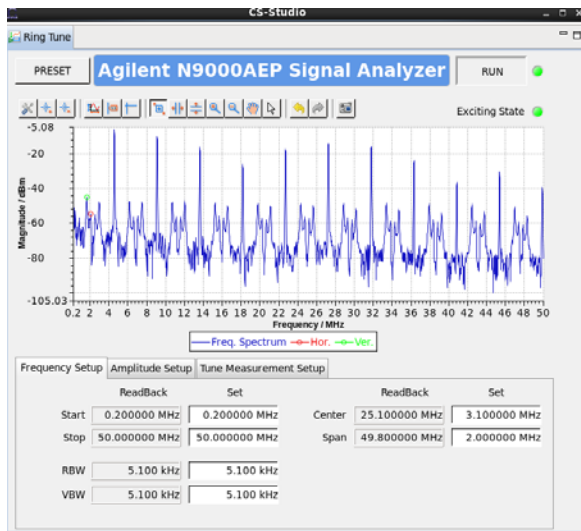 CS-Studio
Ring Tune
PRESET
Agilent N9000AEP Signal Analyzer
RUN
Exciting State
-5.08
-20
-40
-60
-80
-105.03
Magnitude / dBm
0.2 2 4 6 8 10 12 14 16 18 20 22 24 26 28 30 32 34 36 38 40 42 44 46 48 50
Frequency / MHz
Freq. Spectrum Hor. Ver.
Frequency Setup Amplitude Setup Tune Measurement Setup
ReadBack Set ReadBack Set
Start 0.200000 MHz 0.200000 MHz Center 25.100000 MHz 3.100000 MHz
Stop 50.000000 MHz 50.000000 MHz Span 49.800000 MHz 2.000000 MHz
RBW 5.100 kHz 5.100 kHz
VBW 5.100 kHz 5.100 kHz